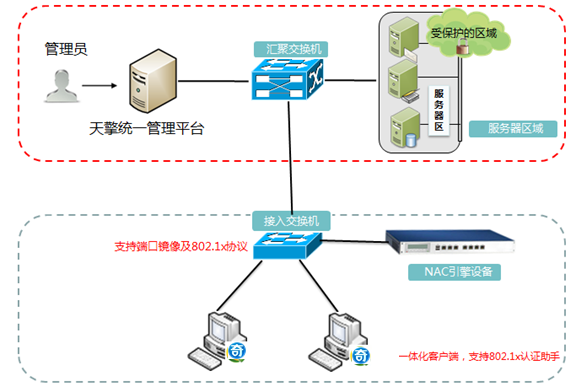 受保护的区域
管理员
汇聚交换机
服务器区
天擎统一管理平台
服务器区域
接入交换机
支持端口镜像及802.1x协议
NAC引擎设备
奇
奇
一体化客户端，支持802.1x认证助手